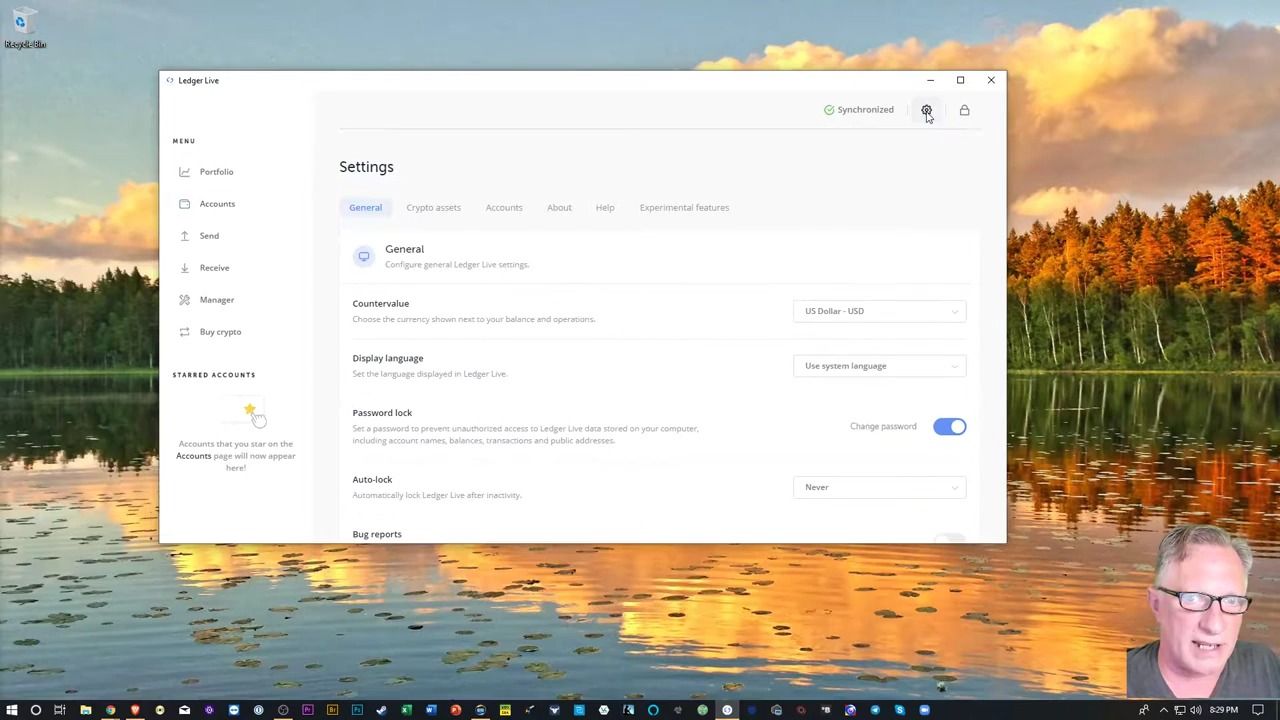 Recycle Bin
Ledger Live
Synchronized
MENU
Portfolio
Accounts
Send
Receive
Manager
Buy crypto
STARRED ACCOUNTS
Accounts that you star on the
Accounts page will now appear
here!
Settings
General
Crypto assets
Accounts
About
Help
Experimental features
General
Configure general Ledger Live settings.
Countervalue
Choose the currency shown next to your balance and operations.
US Dollar - USD
Display language
Set the language displayed in Ledger Live.
Use system language
Password lock
Set a password to prevent unauthorized access to Ledger Live data stored on your computer,
including account names, balances, transactions and public addresses.
Change password
Auto-lock
Automatically lock Ledger Live after inactivity.
Never
Bug reports
8:29 PM